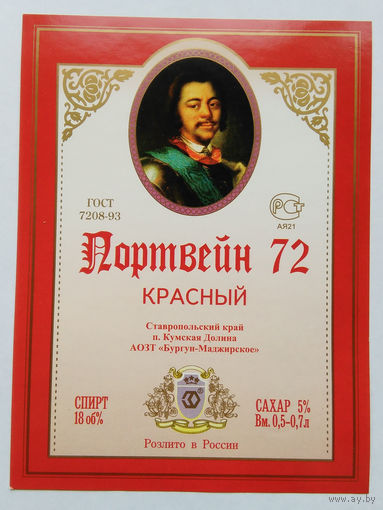 ГОСТ
7208-93
РСТ
АЯ21
Портвейн 72
КРАСНЫЙ
Ставропольский край
п. Кумская Долина
АОЗТ «Бургун-Маджирское»
СПИРТ
18 об%
САХАР 5%
Вм. 0,5-0,7л
Розлито в России
www.ay.by